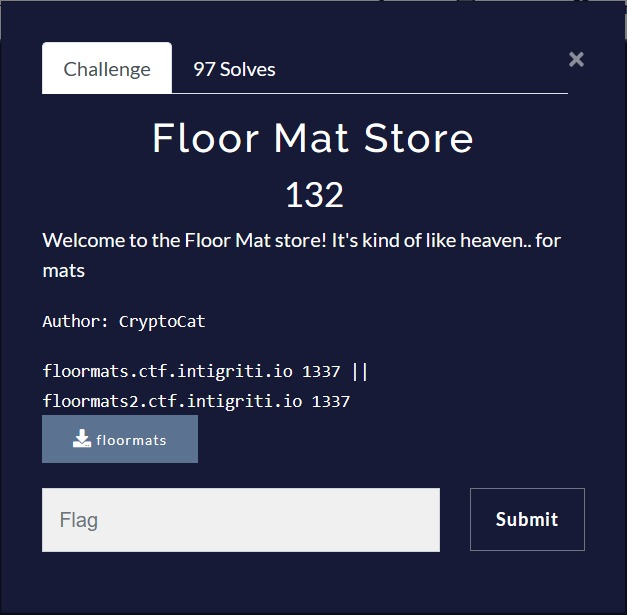 Challenge
97 Solves
×
Floor Mat Store
132
Welcome to the Floor Mat store! It's kind of like heaven.. for
mats
Author: CryptoCat
floormats.ctf.intigriti.io 1337 ||
floormats2.ctf.intigriti.io 1337
floormats
Flag
Submit